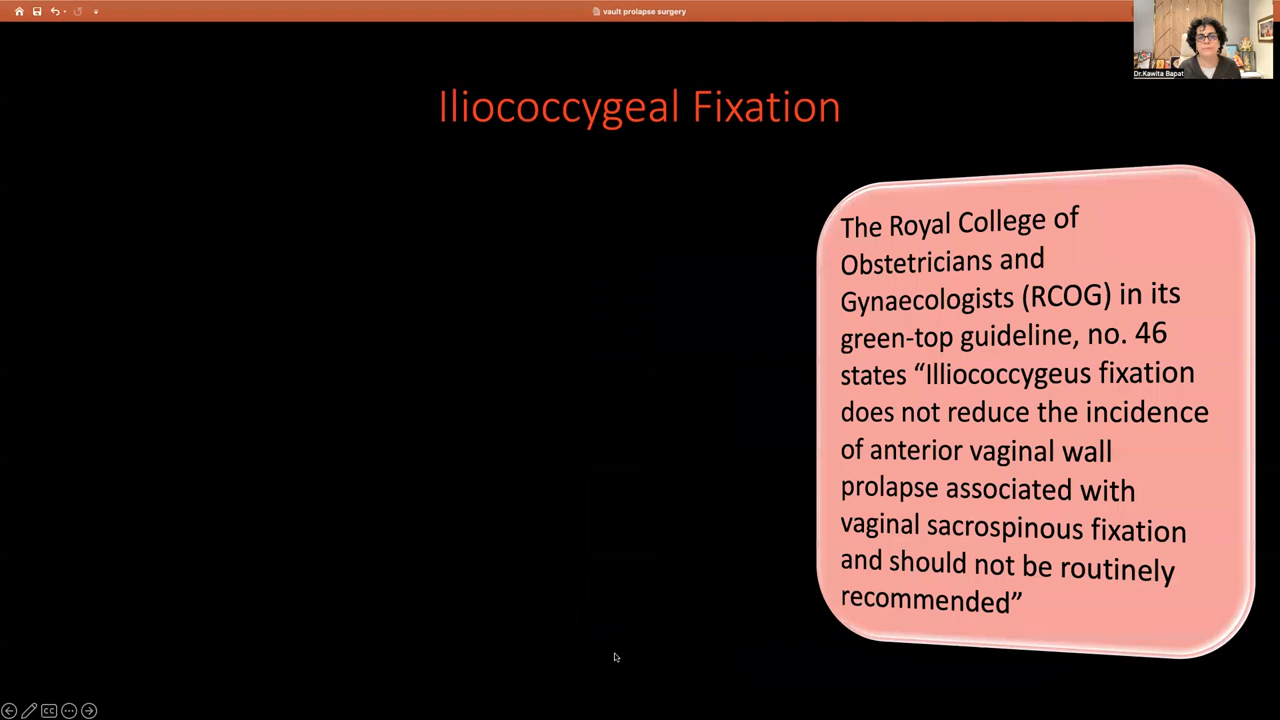 vault prolapse surgery
Dr.Kawita Bapat
Iliococcygeal Fixation
The Royal College of
Obstetricians and
Gynaecologists (RCOG) in its
green-top guideline, no. 46
states “Illiococcygeus fixation
does not reduce the incidence
of anterior vaginal wall
prolapse associated with
vaginal sacrospinous fixation
and should not be routinely
recommended”
CC